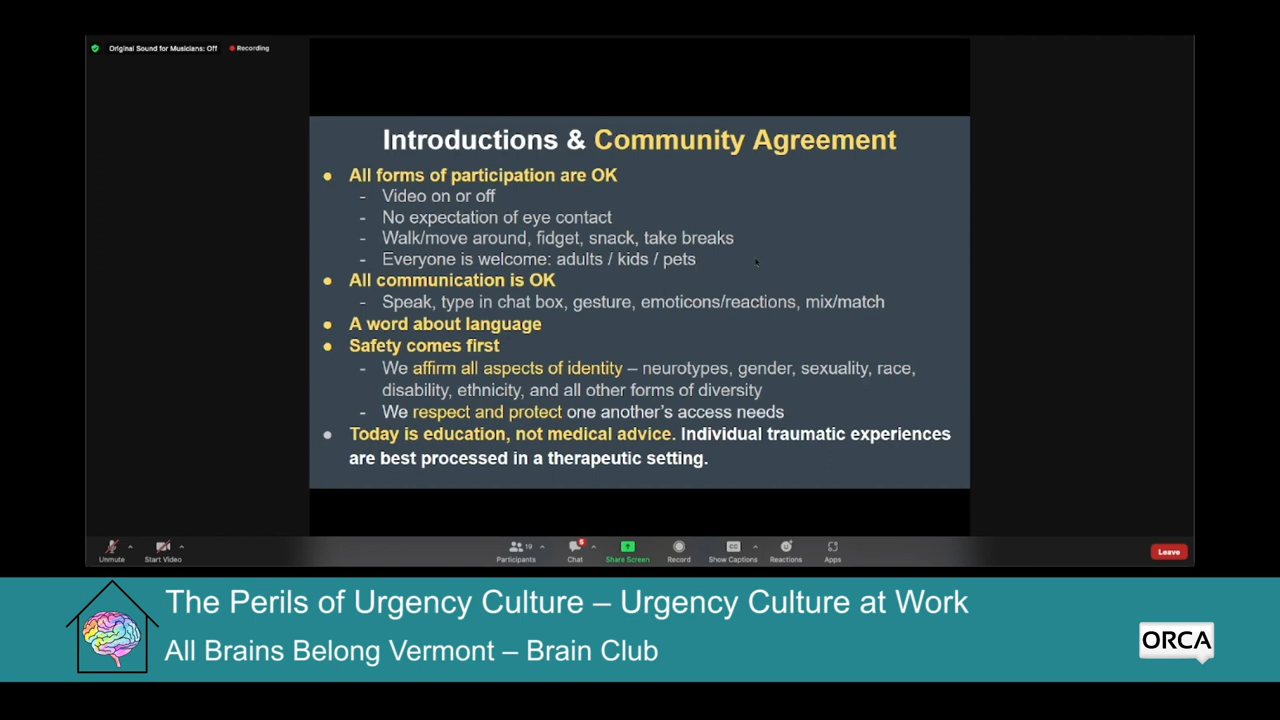 Original Sound for Musicians: Off
Recording
Introductions & Community Agreement
● All forms of participation are OK
- Video on or off
- No expectation of eye contact
- Walk/move around, fidget, snack, take breaks
- Everyone is welcome: adults / kids / pets
● All communication is OK
- Speak, type in chat box, gesture, emoticons/reactions, mix/match
● A word about language
● Safety comes first
- We affirm all aspects of identity – neurotypes, gender, sexuality, race,
disability, ethnicity, and all other forms of diversity
- We respect and protect one another’s access needs
● Today is education, not medical advice. Individual traumatic experiences
are best processed in a therapeutic setting.
Unmute
Start Video
19
Participants
5
Chat
Share Screen
Record
CC
Show Captions
Reactions
Apps
Leave
The Perils of Urgency Culture – Urgency Culture at Work
All Brains Belong Vermont – Brain Club
ORCA